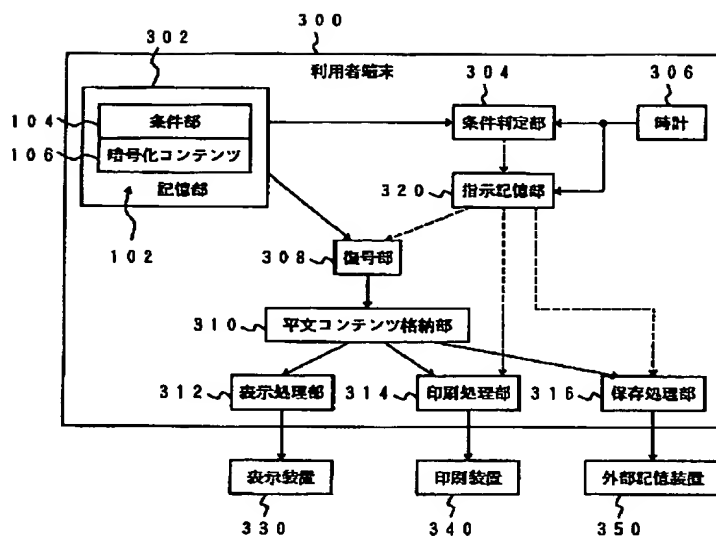 300
302
利用者端末
304
306
104
条件部
条件判定部
時計
106
暗号化コンテンツ
320
指示記憶部
記憶部
102
308
復号部
310
平文コンテンツ格納部
312
表示処理部
314
印刷処理部
316
保存処理部
表示装置
印刷装置
外部記憶装置
330
340
350